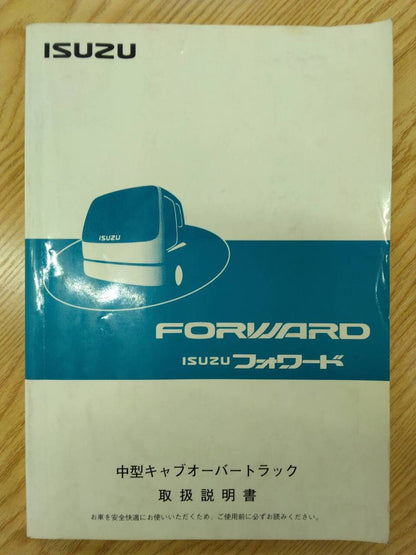 ISUZU
ISUZU
FORWARD
ISUZU フォワード
中型キャブオーバートラック
取扱説明書
お車を安全快適にお使いいただくため、ご使用前に必ずお読みください。